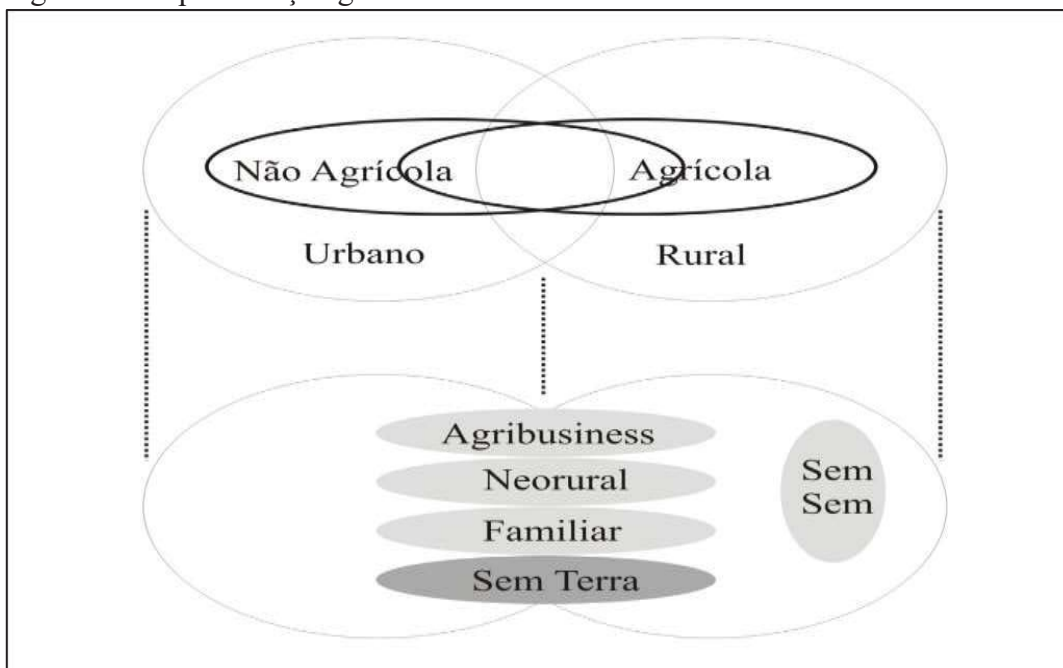 Não Agrícola
Agrícola
Urbano
Rural
Agribusiness
Neorural
Familiar
Sem Terra
Sem
Sem